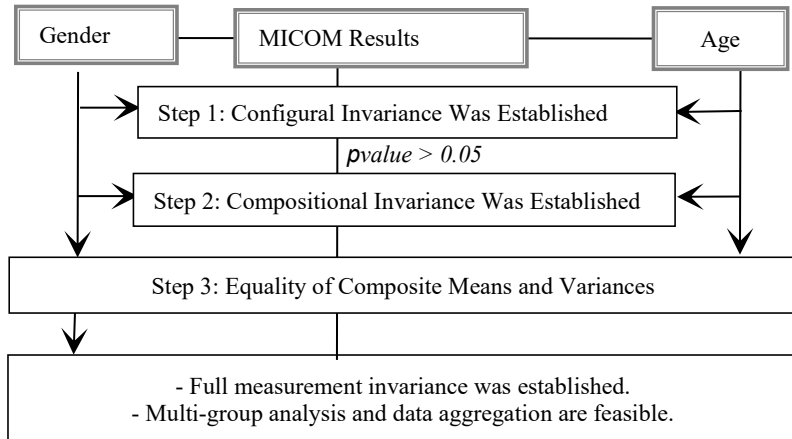 Gender
MICOM Results
Age
Step 1: Configural Invariance Was Established
pvalue > 0.05
Step 2: Compositional Invariance Was Established
Step 3: Equality of Composite Means and Variances
- Full measurement invariance was established.
- Multi-group analysis and data aggregation are feasible.